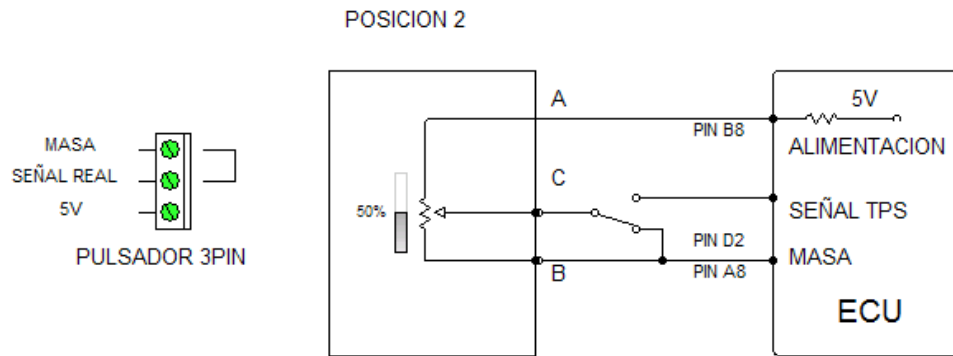 POSICION 2
MASA
SEÑAL REAL
5V
PULSADOR 3PIN
50%
A
C
B
PIN B8
PIN D2
PIN A8
5V
ALIMENTACION
SEÑAL TPS
MASA
ECU